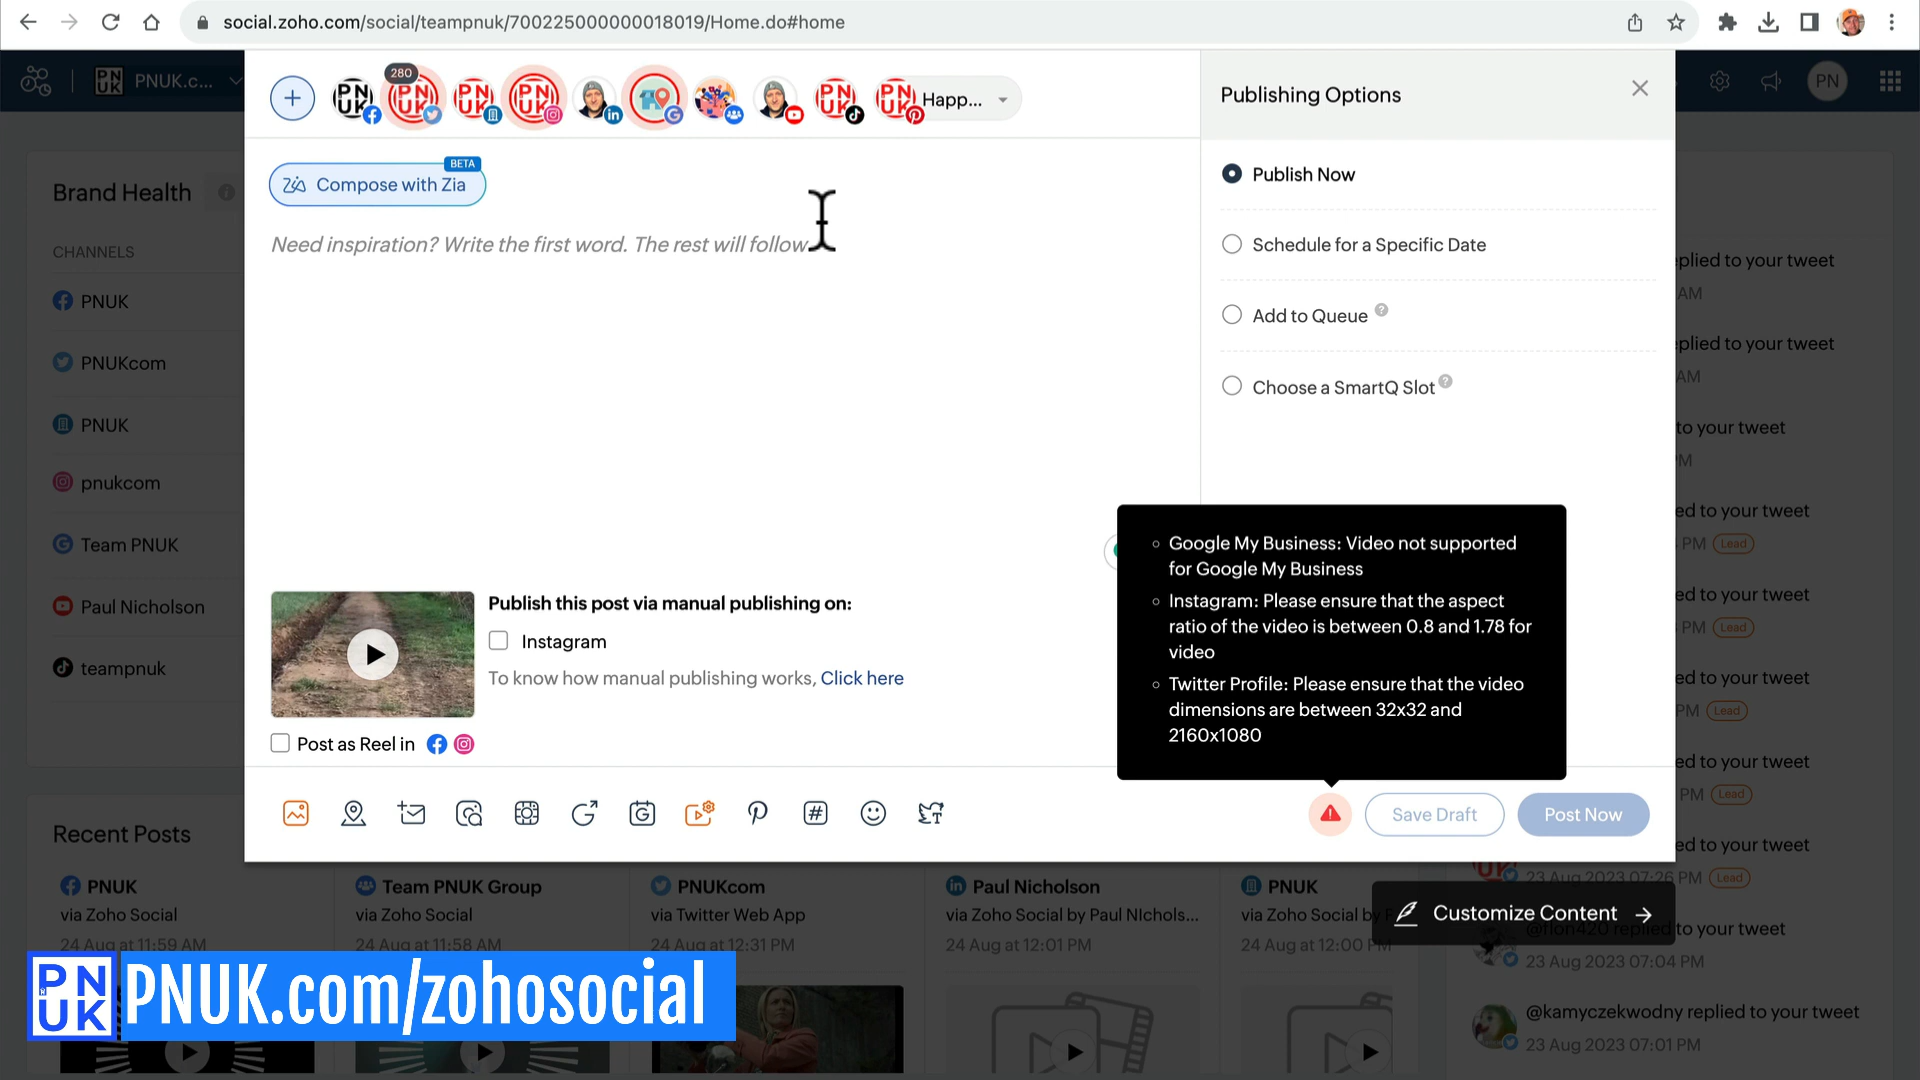 social.zoho.com/social/teampnuk/700225000000018019/Home.do#home
PNUK.c...
280
Happ...
Publishing Options
PN
BETA
Compose with Zia
Need inspiration? Write the first word. The rest will follow
Publish Now
Schedule for a Specific Date
Add to Queue
Choose a SmartQ Slot
Brand Health
CHANNELS
PNUK
PNUKcom
PNUK
pnukcom
Team PNUK
Paul Nicholson
teampnuk
Publish this post via manual publishing on:
Instagram
To know how manual publishing works, Click here
Post as Reel in
Google My Business: Video not supported
for Google My Business
Instagram: Please ensure that the aspect
ratio of the video is between 0.8 and 1.78 for
video
Twitter Profile: Please ensure that the video
dimensions are between 32x32 and
2160x1080
Save Draft
Post Now
plied to your tweet
AM
plied to your tweet
AM
to your tweet
PM
ed to your tweet
PM Lead
ed to your tweet
PM Lead
ed to your tweet
PM Lead
ed to your tweet
PM Lead
ed to your tweet
23 Aug 2023 07:26 PM Lead
Customize Content
replied to your tweet
23 Aug 2023 07:04 PM
@kamyczekwodny replied to your tweet
23 Aug 2023 07:01 PM
Recent Posts
PNUK
via Zoho Social
24 Aug at 11:59 AM
Team PNUK Group
via Zoho Social
24 Aug at 11:58 AM
PNUKcom
via Twitter Web App
24 Aug at 12:31 PM
Paul Nicholson
via Zoho Social by Paul NIchols...
24 Aug at 12:01 PM
PNUK
via Zoho Social by
24 Aug at 12:00 PM
PN
UK
PNUK.com/zohosocial